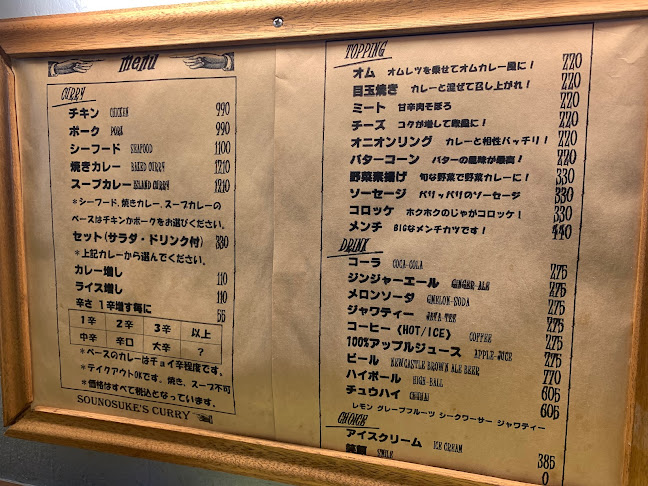 menu
CURRY
チキン CHICKEN 990
ポーク PORK 990
シーフード SEAFOOD 1100
焼きカレー BAKED CURRY 1210
スープカレー ISLAND CURRY 1210
＊シーフード、焼きカレー、スープカレーの
ベースはチキンかポークをお選びください。
セット(サラダ・ドリンク付) 330
＊上記カレーから選んでください。
カレー増し 110
ライス増し 110
辛さ 1辛増す毎に 55
1辛 2辛 3辛 以上
中辛 辛口 大辛 ?
＊ベースのカレーはチョイ辛程度です。
＊テイクアウトOKです。焼き、スープ不可
＊価格はすべて税込となっています。
SOUNOSUKE'S CURRY
TOPPING
オム オムレツを乗せてオムカレー風に！ 220
目玉焼き カレーと混ぜて召し上がれ！ 220
ミート 甘辛肉そぼろ 220
チーズ コクが増して欧風に！ 220
オニオンリング カレーと相性バッチリ！ 220
バターコーン バターの風味が最高！ 220
野菜素揚げ 旬な野菜で野菜カレーに！ 330
ソーセージ パリッパリのソーセージ 330
コロッケ ホクホクのじゃがコロッケ！ 330
メンチ BIGなメンチカツです！ 440
DRINK
コーラ COCA-COLA 275
ジンジャーエール GINGER-ALE 275
メロンソーダ MELON-SODA 275
ジャワティー JAVA-TEA 275
コーヒー(HOT/ICE) COFFEE 275
100%アップルジュース APPLE-JUCE 275
ビール NEWCASTLE BROWN ALE BEER 770
ハイボール HIGH-BALL 605
チュウハイ 605
レモン グレープフルーツ シークワーサー ジャワティー
CHOICE
アイスクリーム ICE CREAM 385
SMILE 0